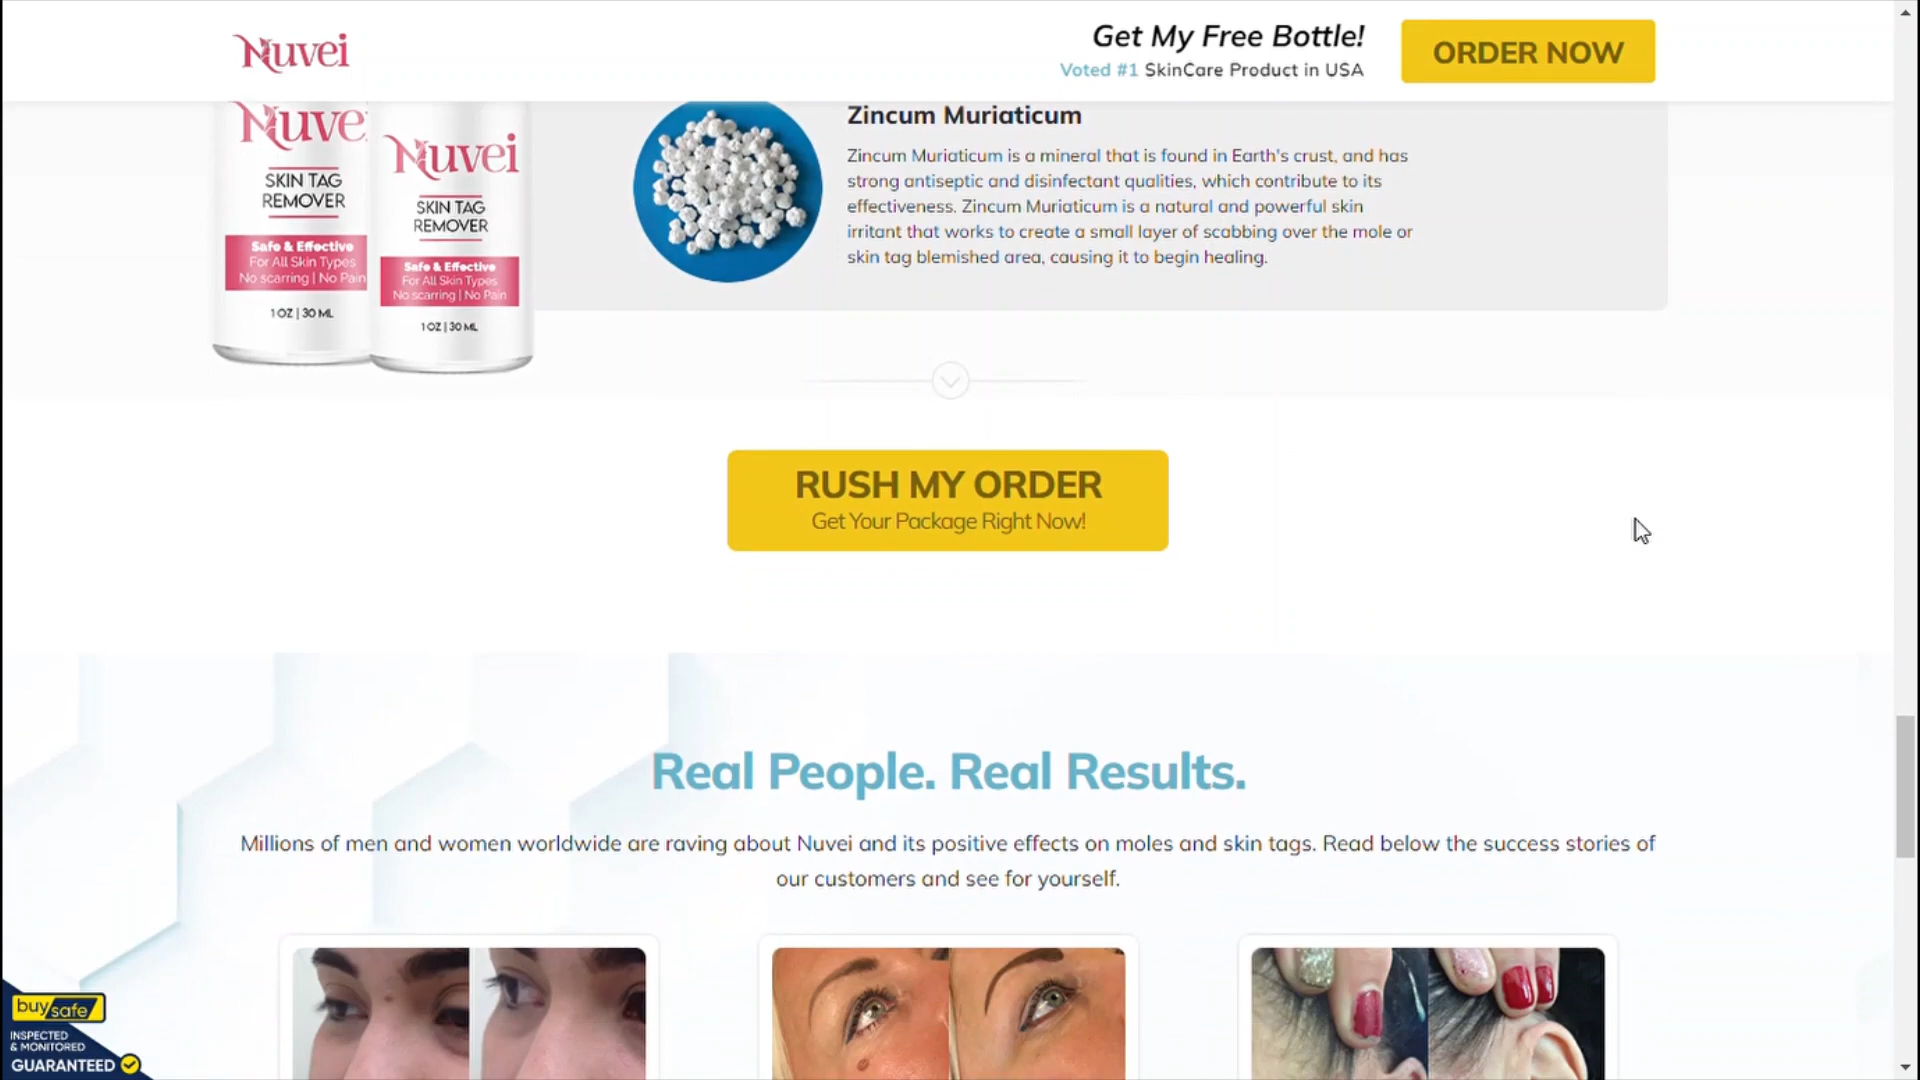 Nuvei
Get My Free Bottle!
Voted #1 SkinCare Product in USA
ORDER NOW
Nuve
SKIN TAG
REMOVER
Safe & Effective
For All Skin Types
No scarring | No Pain
1 OZ | 30 ML
Nuvei
SKIN TAG
REMOVER
Safe & Effective
For All Skin Types
No scarring | No Pain
1 OZ | 30 ML
Zincum Muriaticum
Zincum Muriaticum is a mineral that is found in Earth's crust, and has
strong antiseptic and disinfectant qualities, which contribute to its
effectiveness. Zincum Muriaticum is a natural and powerful skin
irritant that works to create a small layer of scabbing over the mole or
skin tag blemished area, causing it to begin healing.
RUSH MY ORDER
Get Your Package Right Now!
Real People. Real Results.
Millions of men and women worldwide are raving about Nuvei and its positive effects on moles and skin tags. Read below the success stories of
our customers and see for yourself.
buy safe
INSPECTED
& MONITORED
GUARANTEED